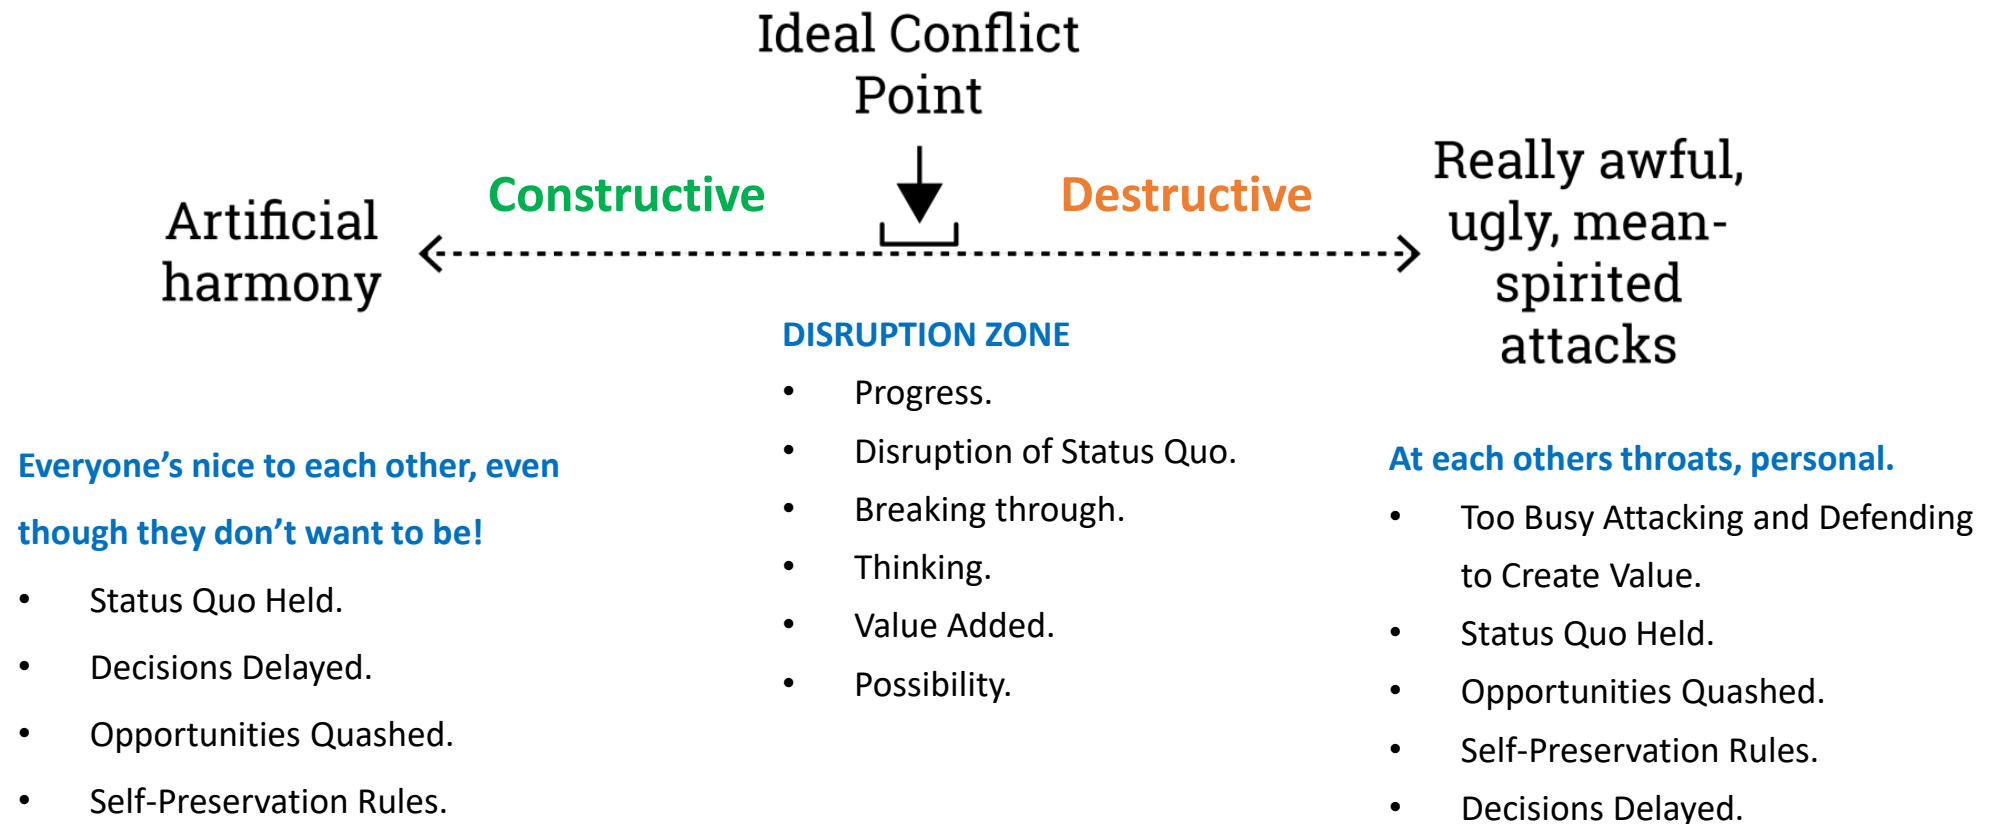 Ideal Conflict
Point
Constructive
Destructive
Artificial
harmony
Really awful,
ugly, mean-
spirited
attacks
Everyone’s nice to each other, even
though they don’t want to be!
• Status Quo Held.
• Decisions Delayed.
• Opportunities Quashed.
• Self-Preservation Rules.
DISRUPTION ZONE
• Progress.
• Disruption of Status Quo.
• Breaking through.
• Thinking.
• Value Added.
• Possibility.
At each others throats, personal.
• Too Busy Attacking and Defending
to Create Value.
• Status Quo Held.
• Opportunities Quashed.
• Self-Preservation Rules.
• Decisions Delayed.